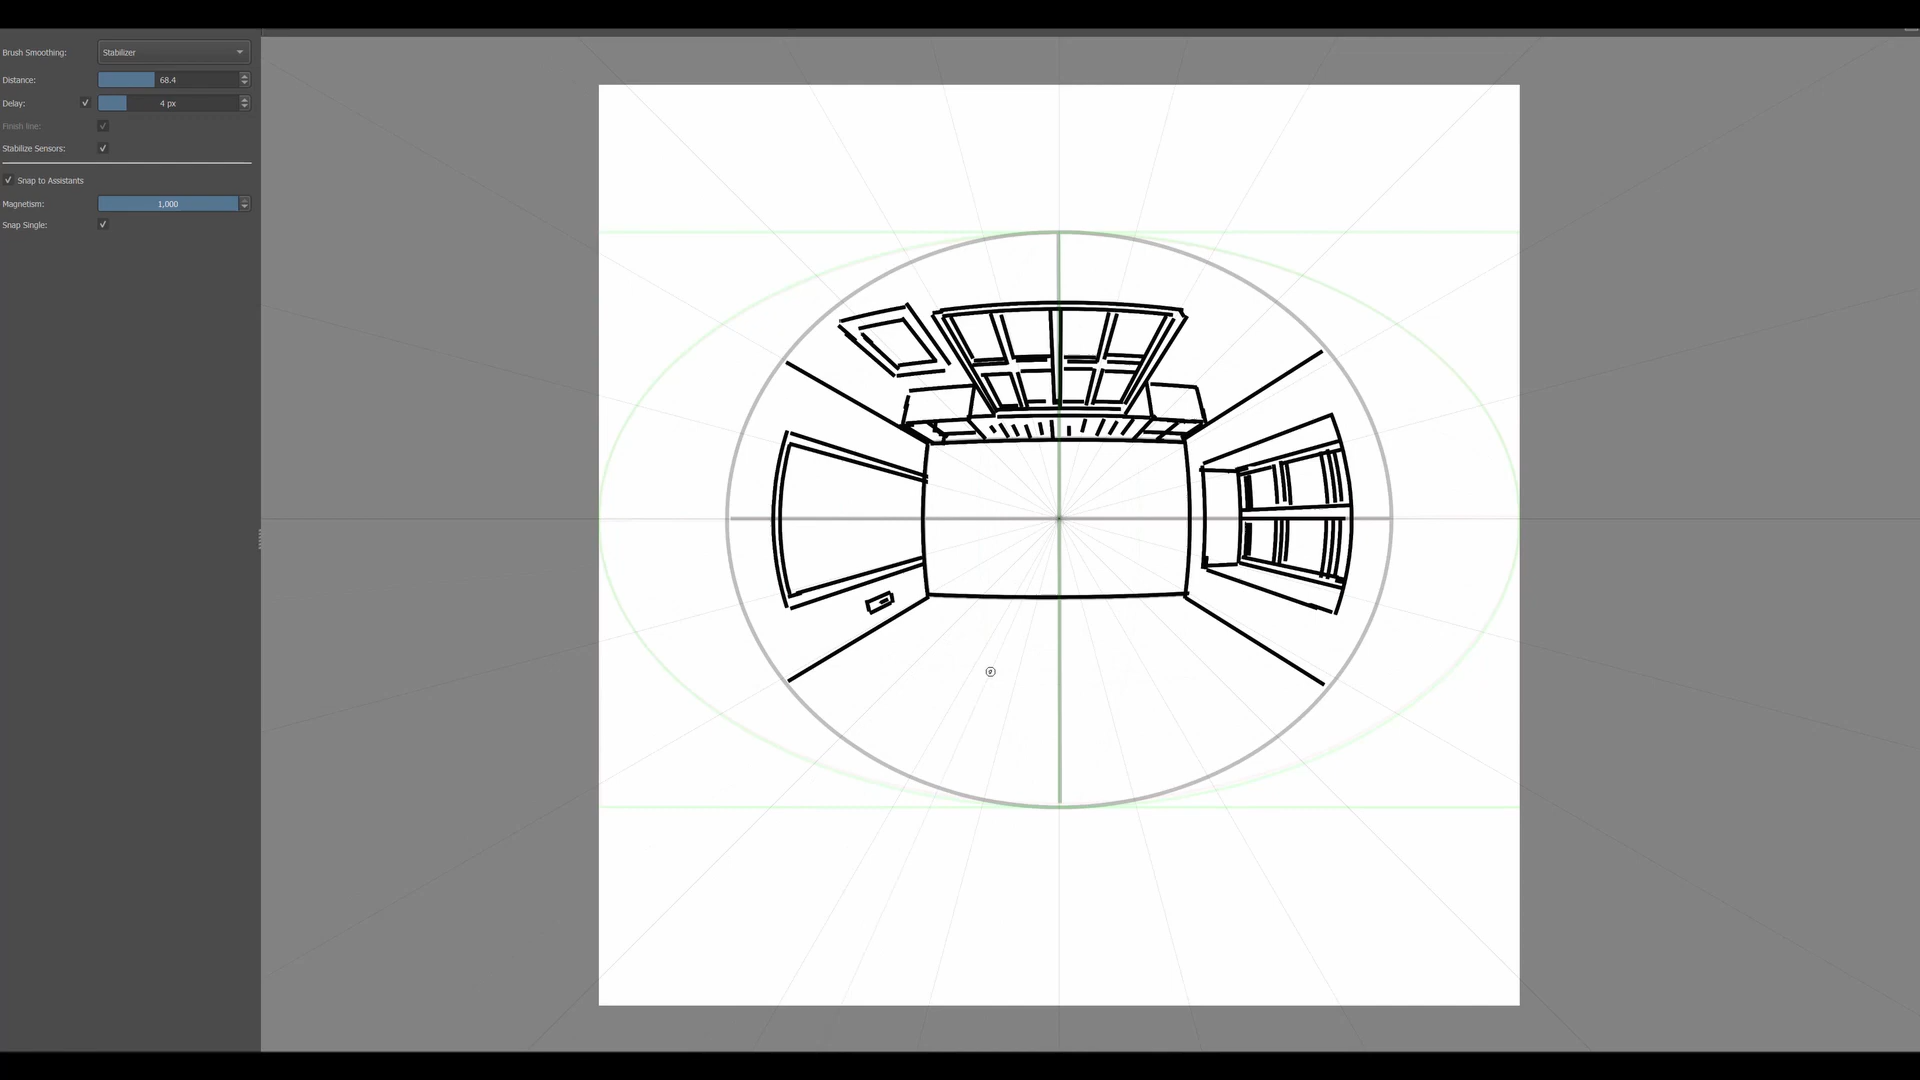 Brush Smoothing: Stabilizer
Distance: 68.4
Delay: 4 px
Finish line:
Stabilize Sensors:
Snap to Assistants
Magnetism: 1,000
Snap Single: